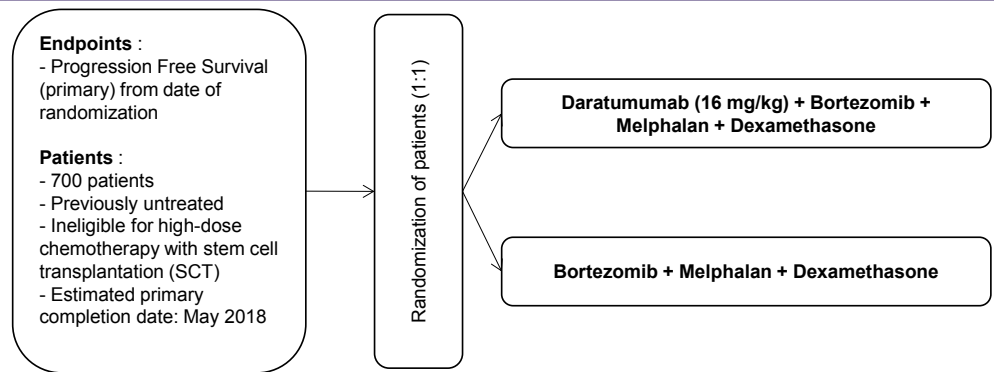 Endpoints :
- Progression Free Survival
(primary) from date of
randomization
Patients :
- 700 patients
- Previously untreated
- Ineligible for high-dose
chemotherapy with stem cell
transplantation (SCT)
- Estimated primary
completion date: May 2018
Randomization of patients (1:1)
Daratumumab (16 mg/kg) + Bortezomib +
Melphalan + Dexamethasone
Bortezomib + Melphalan + Dexamethasone